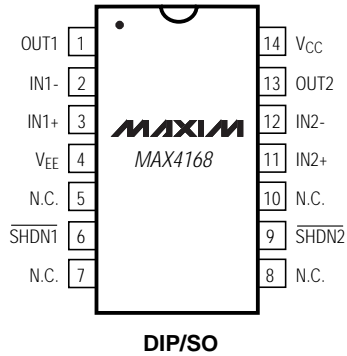 OUT1 1 14 VCC
IN1- 2 13 OUT2
IN1+ 3 MAXIM 12 IN2-
VEE 4 MAX4168 11 IN2+
N.C. 5 10 N.C.
SHDN1 6 9 SHDN2
N.C. 7 8 N.C.
DIP/SO